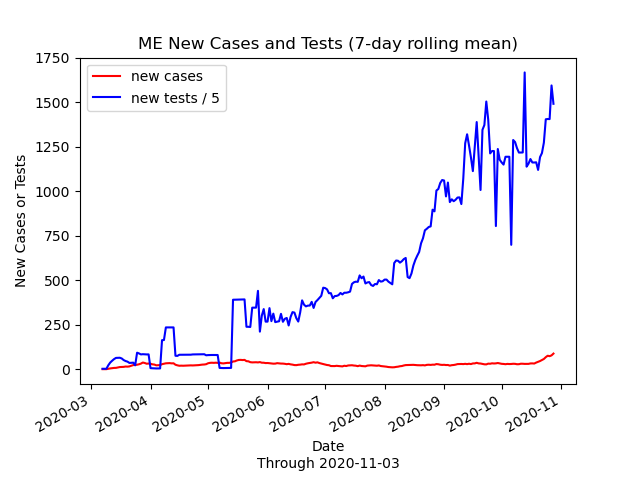 ME New Cases and Tests (7-day rolling mean)
new cases
new tests / 5
New Cases or Tests
1750
1500
1250
1000
750
500
250
0
2020-03
2020-04
2020-05
2020-06
2020-07
2020-08
2020-09
2020-10
2020-11
Date
Through 2020-11-03